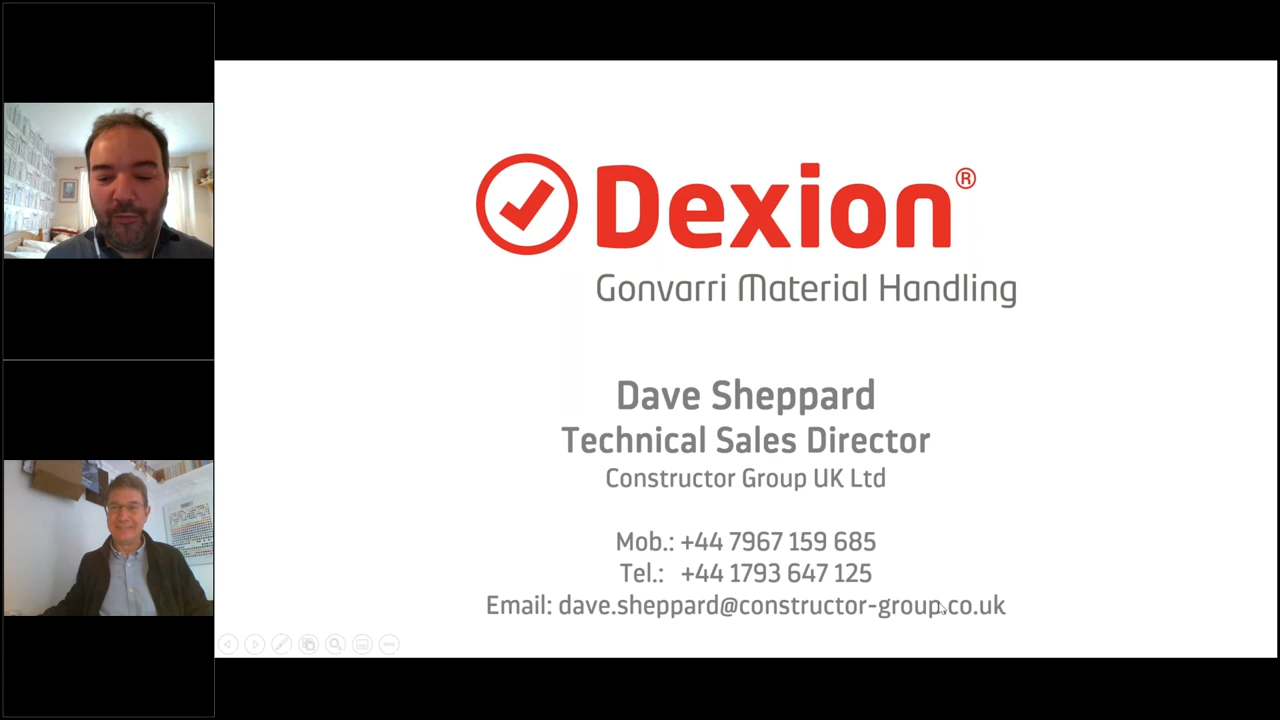 Dexion®
Gonvarri Material Handling
Dave Sheppard
Technical Sales Director
Constructor Group UK Ltd
Mob.: +44 7967 159 685
Tel.: +44 1793 647 125
Email: dave.sheppard@constructor-group.co.uk